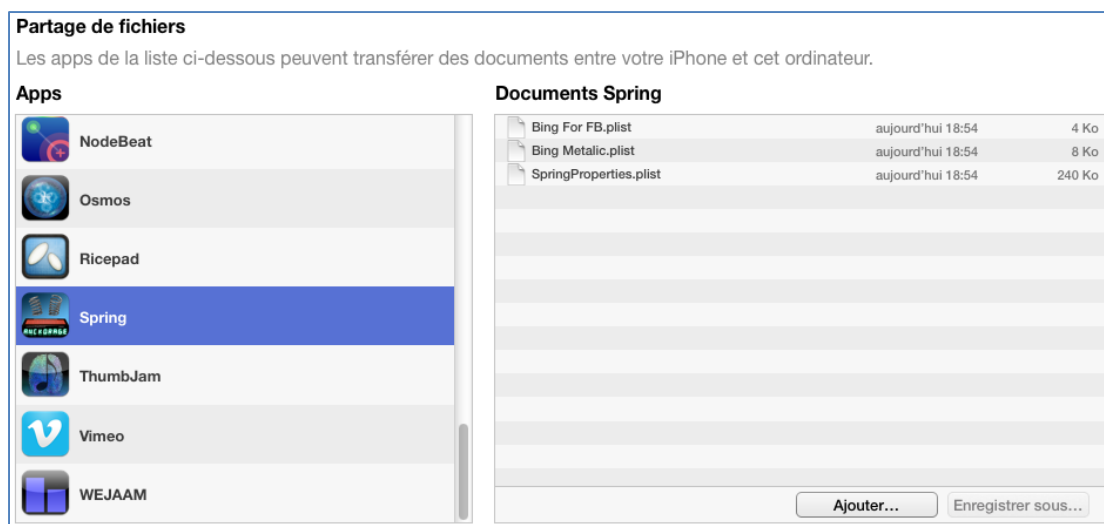 Partage de fichiers
Les apps de la liste ci-dessous peuvent transférer des documents entre votre iPhone et cet ordinateur.
Apps
NodeBeat
Osmos
Ricepad
Spring
ThumbJam
Vimeo
WEJAAM
Documents Spring
Bing For FB.plist aujourd'hui 18:54 4 Ko
Bing Metalic.plist aujourd'hui 18:54 8 Ko
SpringProperties.plist aujourd'hui 18:54 240 Ko
Ajouter... Enregistrer sous...